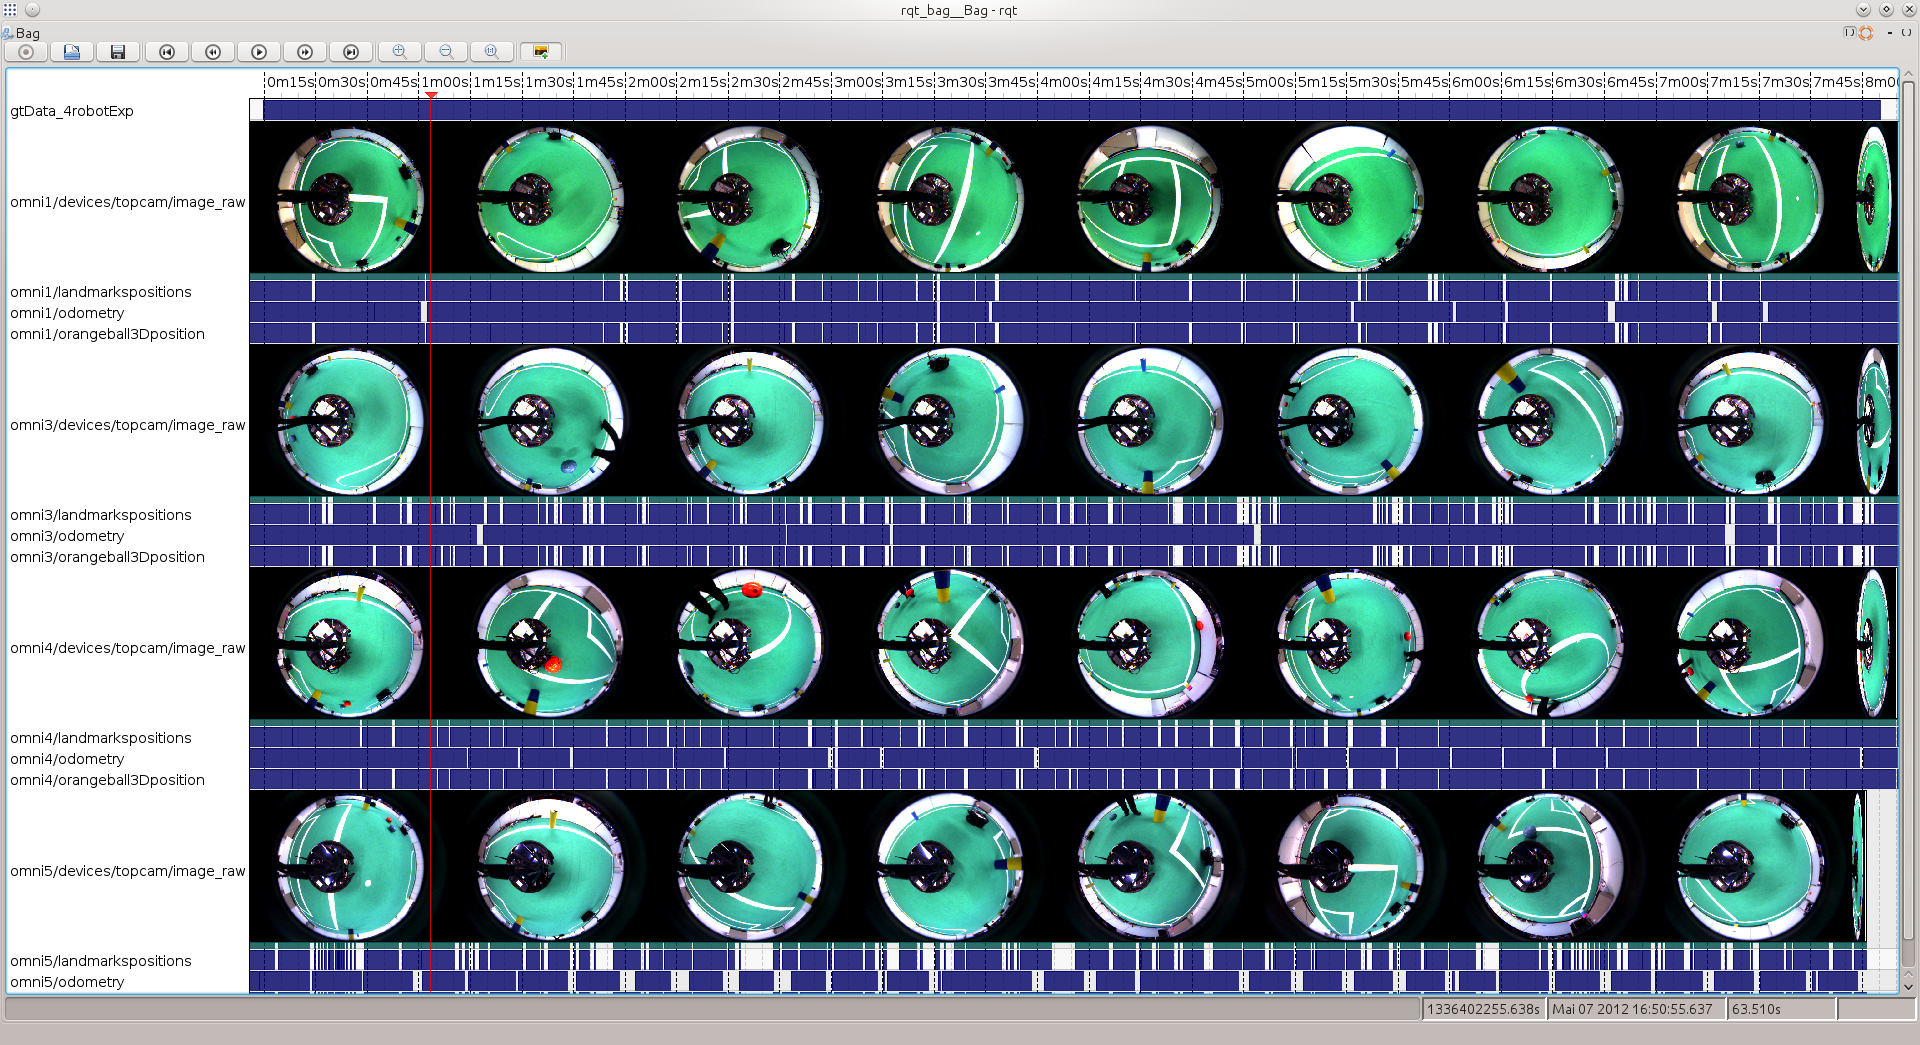 rqt_bag__Bag - rqt
Bag
0m15s 0m30s 0m45s 1m00s 1m15s 1m30s 1m45s 2m00s 2m15s 2m30s 2m45s 3m00s 3m15s 3m30s 3m45s 4m00s 4m15s 4m30s 4m45s 5m00s 5m15s 5m30s 5m45s 6m00s 6m15s 6m30s 6m45s 7m00s 7m15s 7m30s 7m45s 8m00
gtData_4robotExp
omni1/devices/topcam/image_raw
omni1/landmarkspositions
omni1/odometry
omni1/orangeball3Dposition
omni3/devices/topcam/image_raw
omni3/landmarkspositions
omni3/odometry
omni3/orangeball3Dposition
omni4/devices/topcam/image_raw
omni4/landmarkspositions
omni4/odometry
omni4/orangeball3Dposition
omni5/devices/topcam/image_raw
omni5/landmarkspositions
omni5/odometry
1336402255.638s Mai 07 2012 16:50:55.637 63.510s